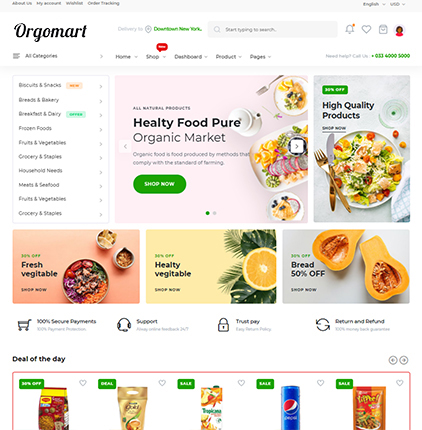 About Us My account Wishlist Order Tracking
English USD
Orgomart
Delivery to Downtown New York..
Start typing to search..
All Categories
Home Shop Dashboard Product Pages
New
Need help? Call Us: + 033 4000 5000
Biscuits & Snacks NEW
Breads & Bakery
Breakfast & Dairy OFFER
Frozen Foods
Fruits & Vegetables
Grocery & Staples
Household Needs
Meats & Seafood
Fruits & Vegetables
Grocery & Staples
ALL NATURAL PRODUCTS
Healty Food Pure
Organic Market
Organic food is food produced by methods that
comply with the standard of farming.
SHOP NOW
30% OFF
High Quality
Products
SHOP NOW
30% OFF
Fresh
vegitable
SHOP NOW
30% OFF
Healty
vegitable
SHOP NOW
30% OFF
Bread
50% OFF
SHOP NOW
100% Secure Payments
100% Payment Protection.
Support
Alway online feedback 24/7
Trust pay
Easy Return Policy.
Return and Refund
100% money back guarantee
Deal of the day
30% OFF
DEAL
SALE
SALE
SALE
Tropicana
pepsi